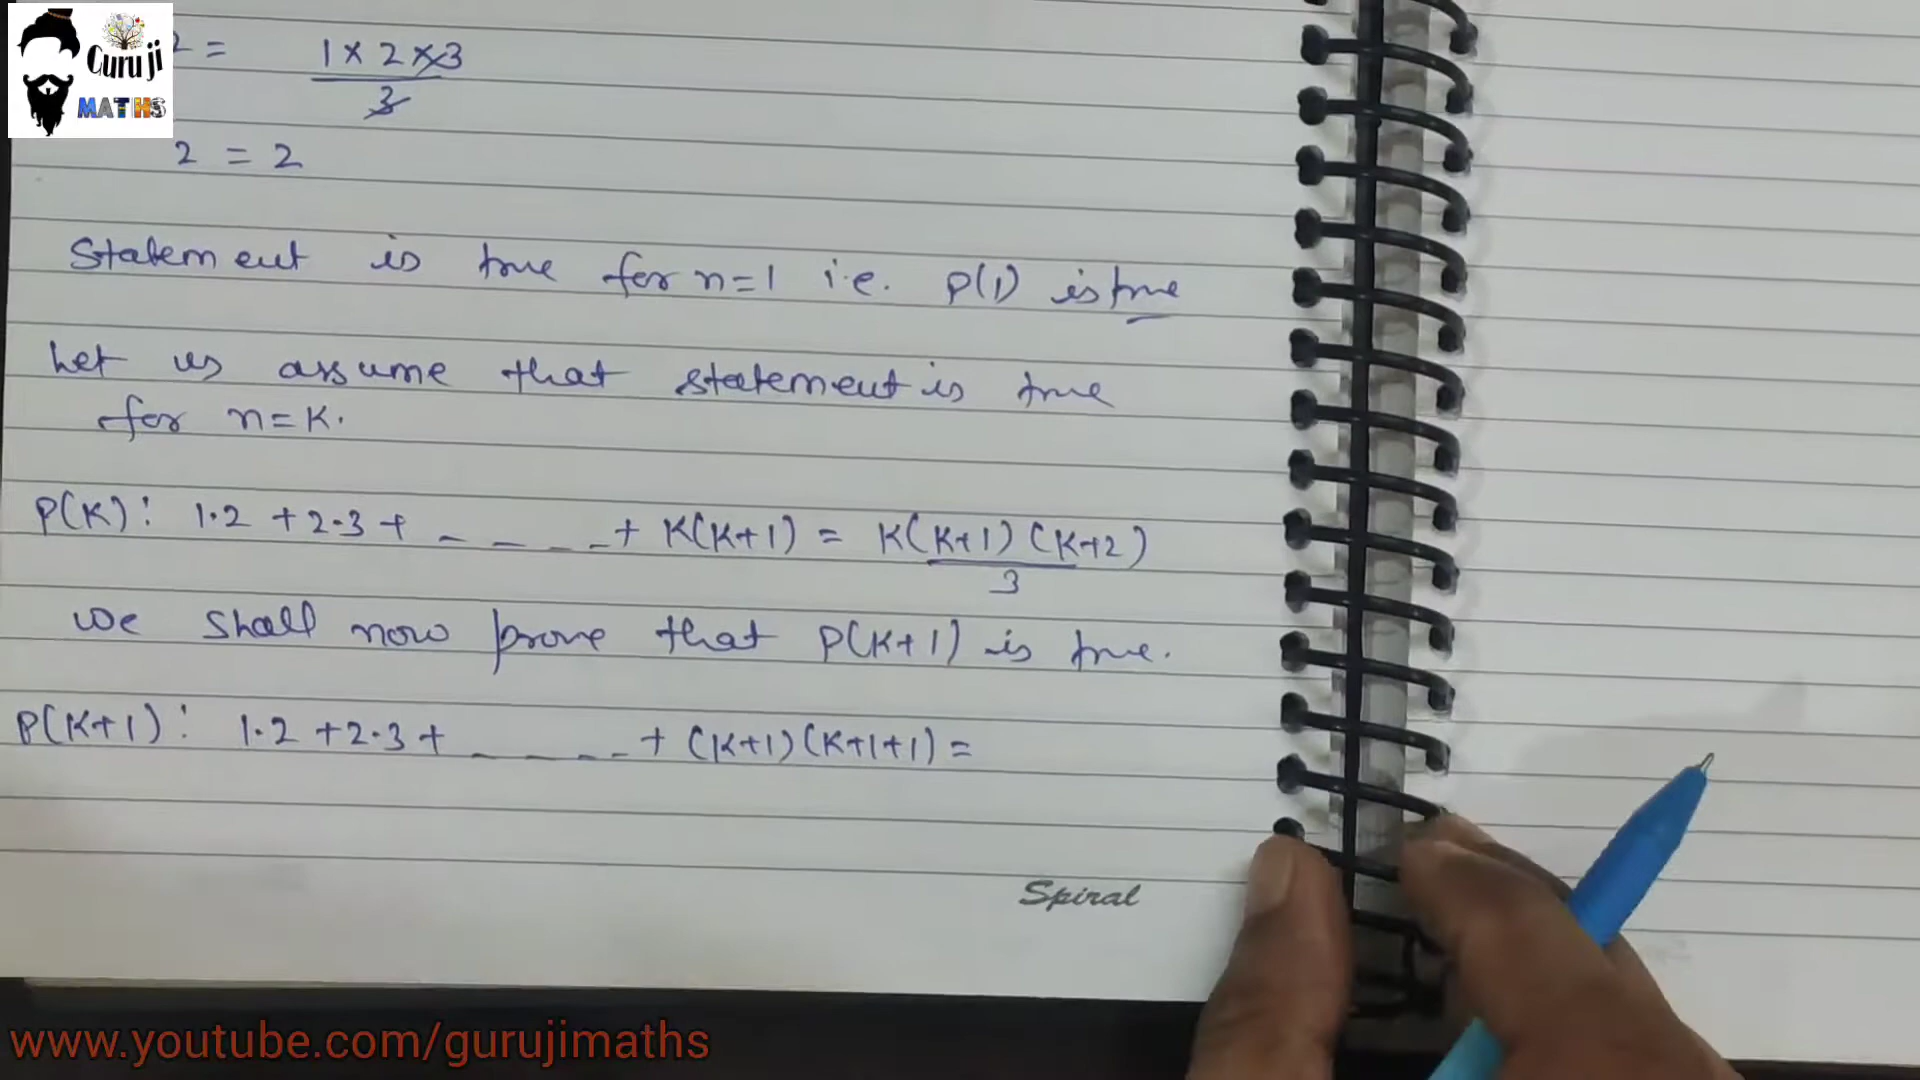 Guruji
MATHS
2 = 1 × 2 × 3
3
2 = 2
Statement is true for n=1 i.e. P(1) is true
Let us assume that statement is true
for n=K.
P(K): 1·2 + 2·3 + _ _ _ _ + K(K+1) = K(K+1)(K+2)
3
we shall now prove that P(K+1) is true.
P(K+1): 1·2 + 2·3 + _ _ _ _ + (K+1)(K+1+1) =
Spiral
www.youtube.com/gurujimaths